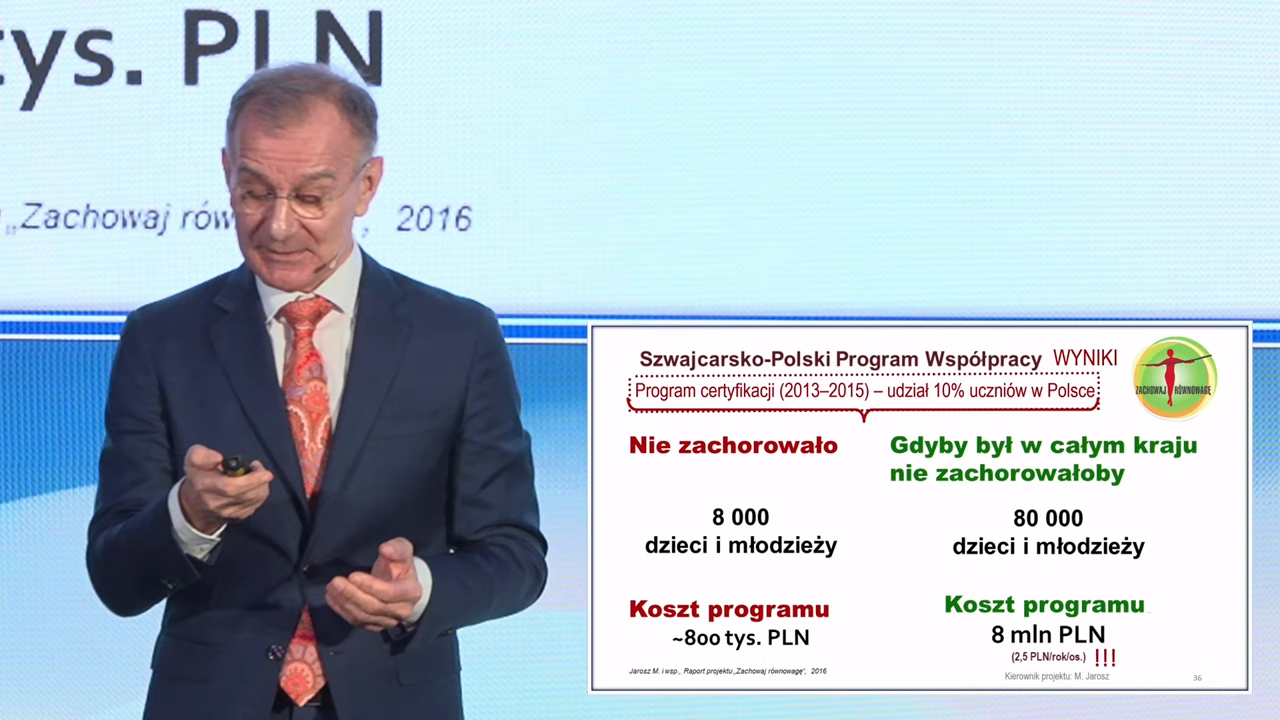 tys. PLN
„Zachowaj rów
, 2016
Szwajcarsko-Polski Program Współpracy WYNIKI
Program certyfikacji (2013–2015) – udział 10% uczniów w Polsce
ZACHOWAJ RÓWNOWAGĘ
Nie zachorowało
8 000
dzieci i młodzieży
Koszt programu
~800 tys. PLN
Gdyby był w całym kraju
nie zachorowałoby
80 000
dzieci i młodzieży
Koszt programu
8 mln PLN
(2,5 PLN/rok/os.) !!!
Jarosz M. i wsp., Raport projektu „Zachowaj równowagę”, 2016
Kierownik projektu: M. Jarosz
36